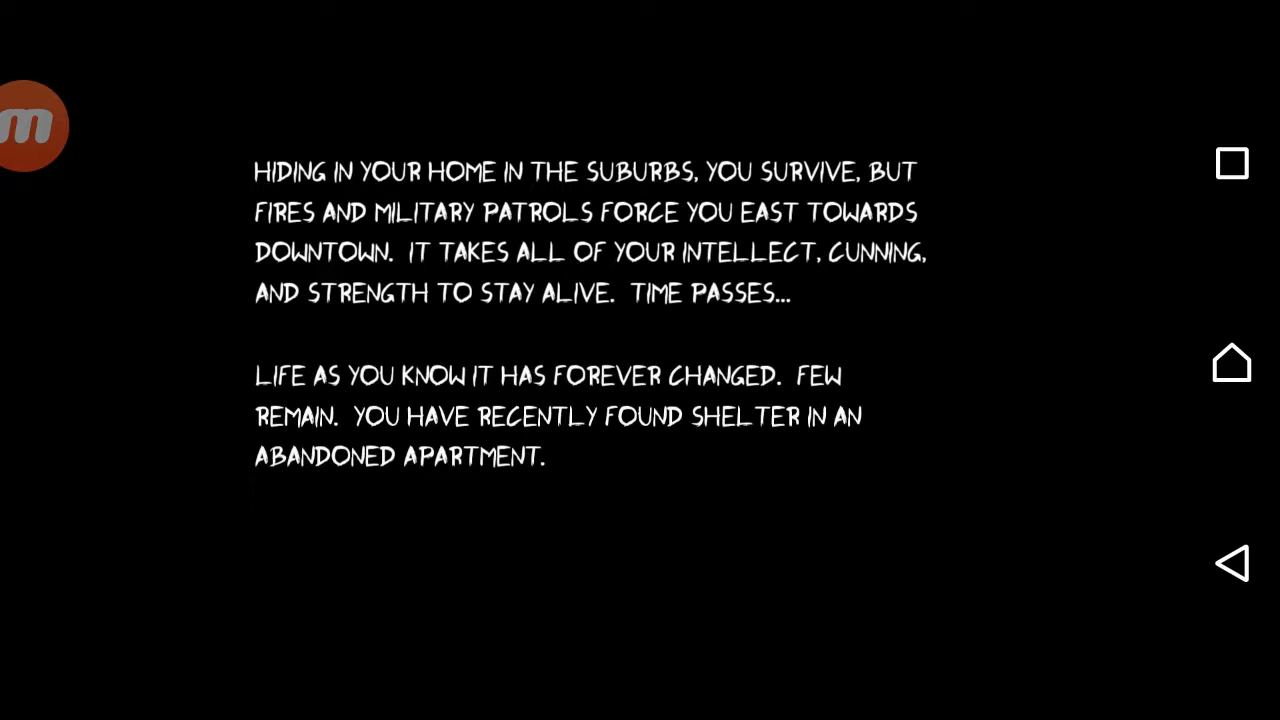 HIDING IN YOUR HOME IN THE SUBURBS, YOU SURVIVE, BUT
FIRES AND MILITARY PATROLS FORCE YOU EAST TOWARDS
DOWNTOWN. IT TAKES ALL OF YOUR INTELLECT, CUNNING,
AND STRENGTH TO STAY ALIVE. TIME PASSES...
LIFE AS YOU KNOW IT HAS FOREVER CHANGED. FEW
REMAIN. YOU HAVE RECENTLY FOUND SHELTER IN AN
ABANDONED APARTMENT.